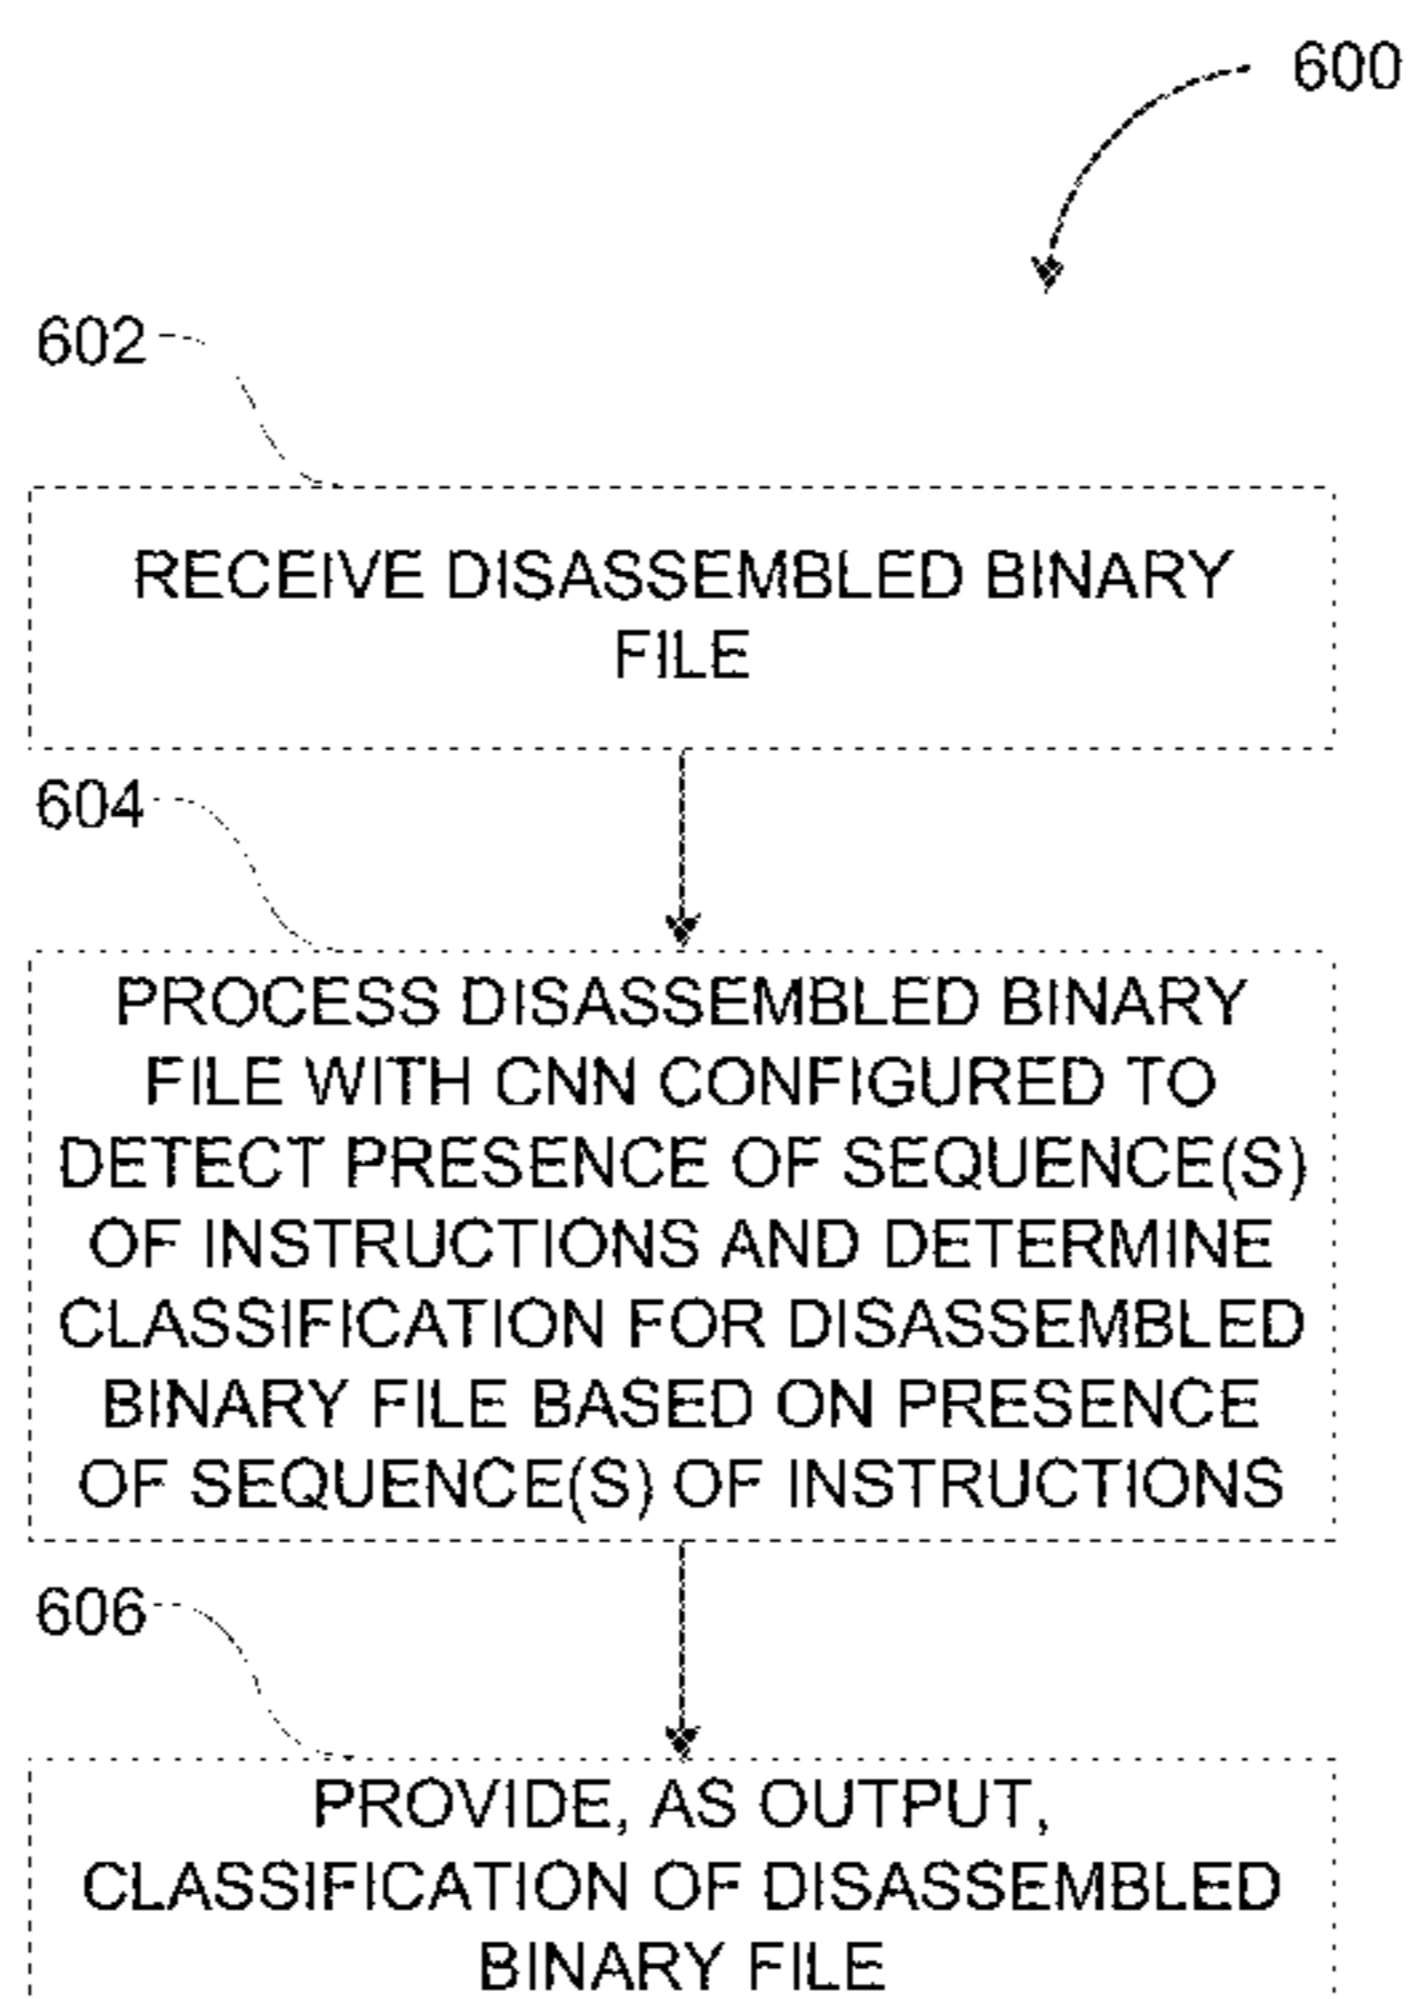 600
602
RECEIVE DISASSEMBLED BINARY
FILE
604
PROCESS DISASSEMBLED BINARY
FILE WITH CNN CONFIGURED TO
DETECT PRESENCE OF SEQUENCE(S)
OF INSTRUCTIONS AND DETERMINE
CLASSIFICATION FOR DISASSEMBLED
BINARY FILE BASED ON PRESENCE
OF SEQUENCE(S) OF INSTRUCTIONS
606
PROVIDE, AS OUTPUT,
CLASSIFICATION OF DISASSEMBLED
BINARY FILE